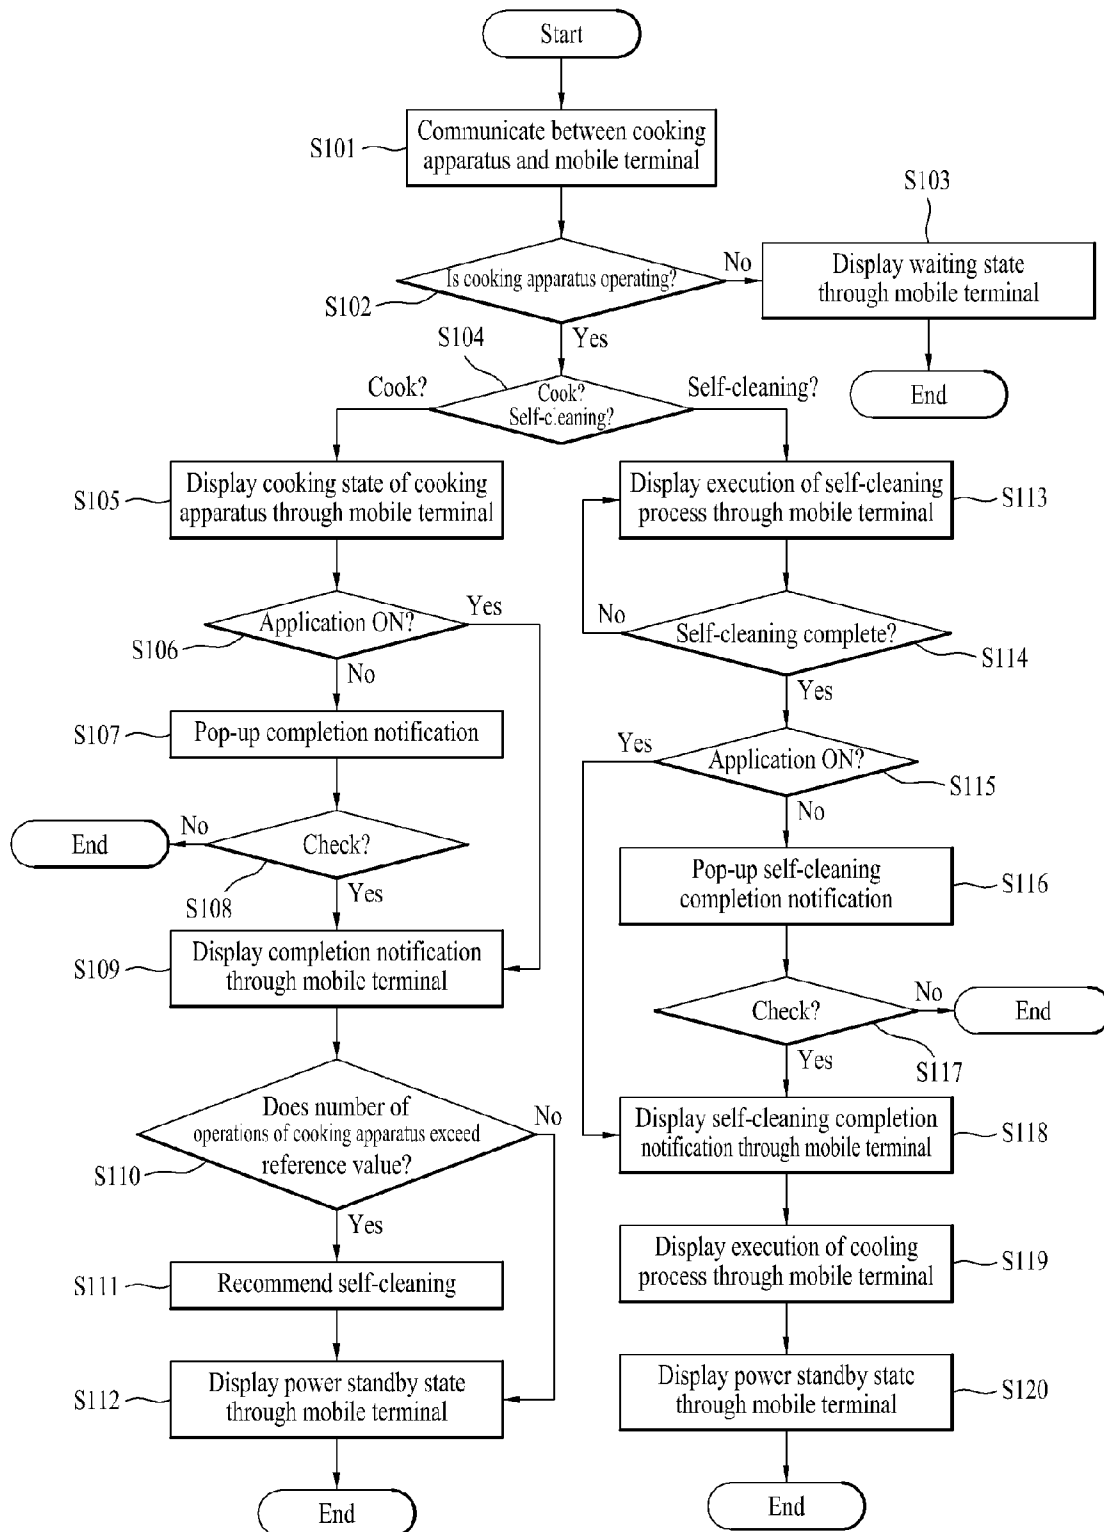 Start
S101
Communicate between cooking
apparatus and mobile terminal
S103
Is cooking apparatus operating?
No
Display waiting state
through mobile terminal
S102
Yes
S104
End
Cook?
Cook?
Self-cleaning?
Self-cleaning?
S105
Display cooking state of cooking
apparatus through mobile terminal
Display execution of self-cleaning
process through mobile terminal
S113
Application ON?
Yes
S106
No
No
Self-cleaning complete?
S114
Yes
S107
Pop-up completion notification
Yes
Application ON?
S115
No
End
No
Check?
S108
Yes
Pop-up self-cleaning
completion notification
S116
S109
Display completion notification
through mobile terminal
Check?
No
End
S117
Yes
Does number of
operations of cooking apparatus exceed
reference value?
No
S110
Yes
Display self-cleaning completion
notification through mobile terminal
S118
S111
Recommend self-cleaning
Display execution of cooling
process through mobile terminal
S119
S112
Display power standby state
through mobile terminal
Display power standby state
through mobile terminal
S120
End
End